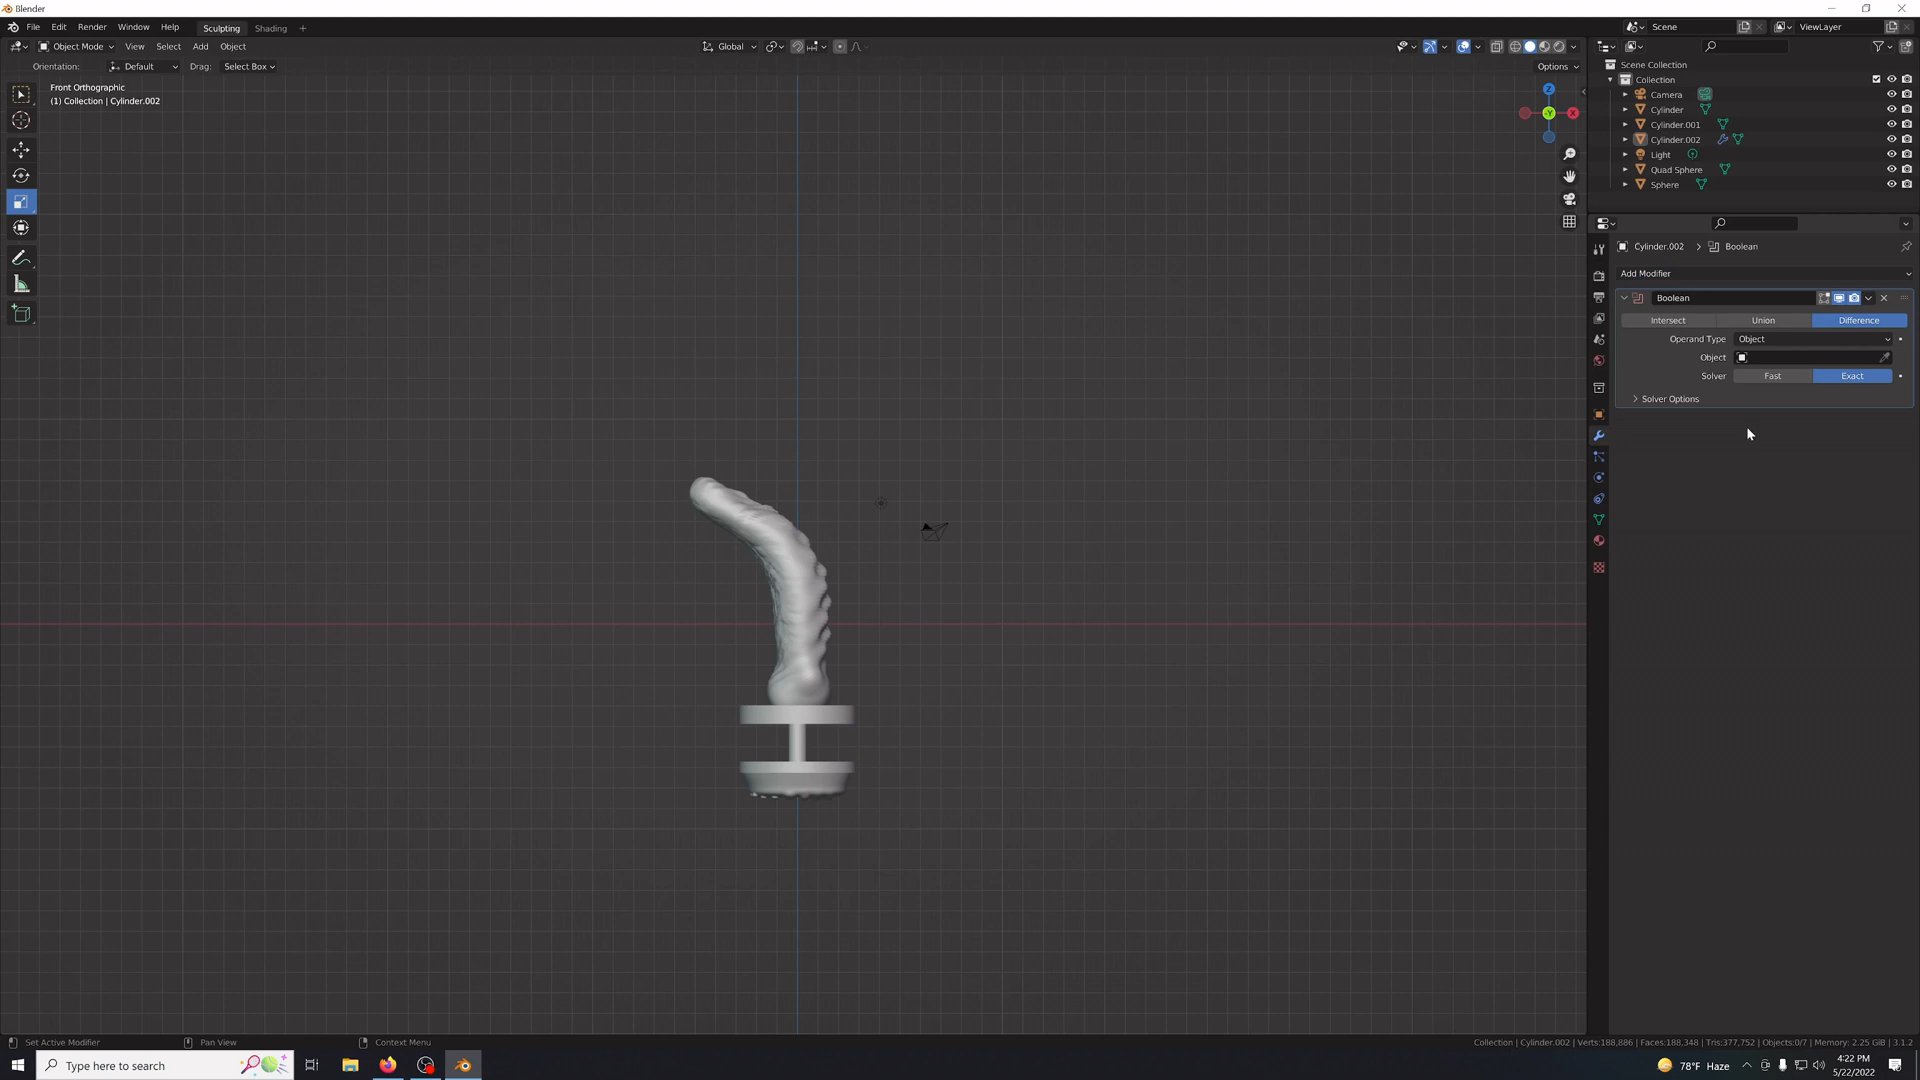 Blender
File Edit Render Window Help Sculpting Shading + Scene ViewLayer
Object Mode View Select Add Object Global
Orientation: Default Drag: Select Box Options
Front Orthographic
(1) Collection | Cylinder.002
Z
-Y
X
Scene Collection
Collection
Camera
Cylinder
Cylinder.001
Cylinder.002
Light
Quad Sphere
Sphere
Cylinder.002 > Boolean
Add Modifier
Boolean
Intersect Union Difference
Operand Type Object
Object
Solver Fast Exact
Solver Options
Set Active Modifier Pan View Context Menu Collection | Cylinder.002 | Verts:188,886 | Faces:188,348 | Tris:377,752 | Objects:0/7 | Memory: 2.25 GiB | 3.1.2
Type here to search 78°F Haze 4:22 PM
5/22/2022